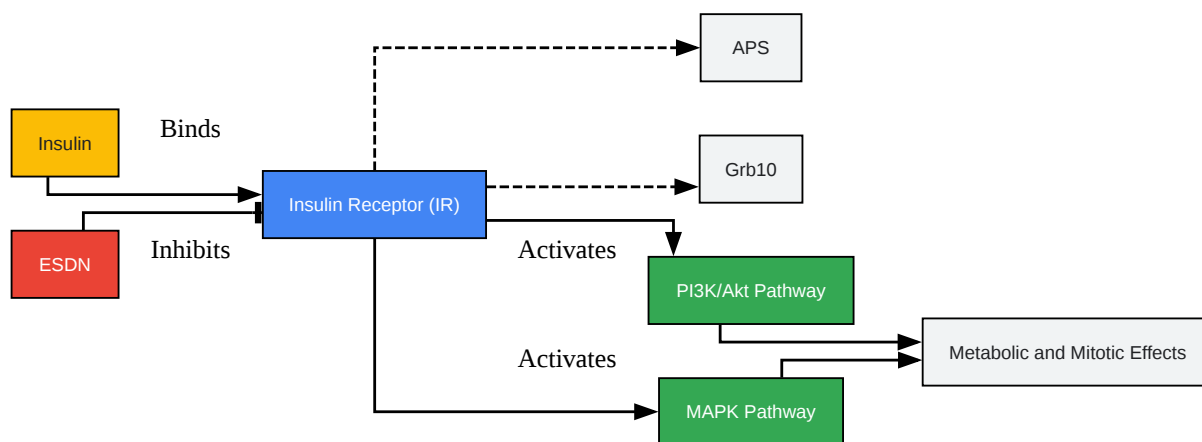 APS
Insulin
Binds
Grb10
Insulin Receptor (IR)
ESDN
Inhibits
Activates
PI3K/Akt Pathway
Metabolic and Mitotic Effects
Activates
MAPK Pathway